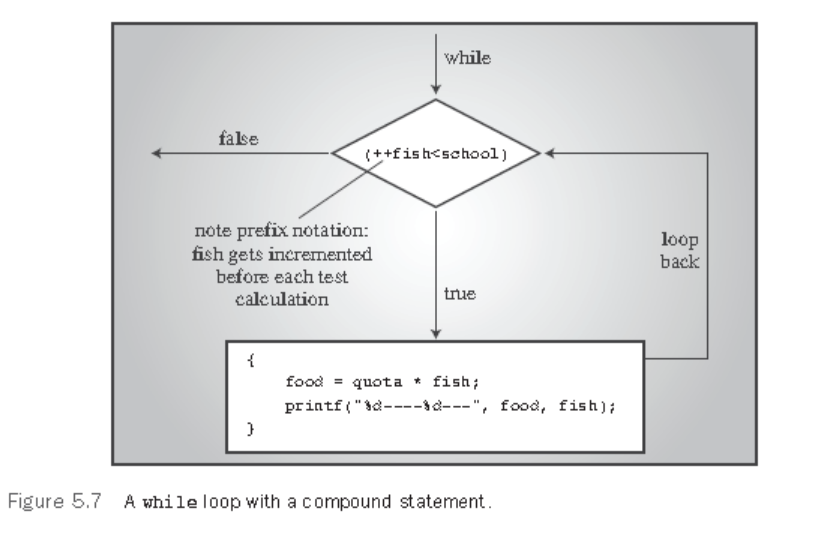 while
false
(++fish<school)
note prefix notation:
fish gets incremented
before each test
calculation
loop
back
true
{
food = quota * fish;
printf("%d----%d---", food, fish);
}
Figure 5.7 A while loop with a compound statement.